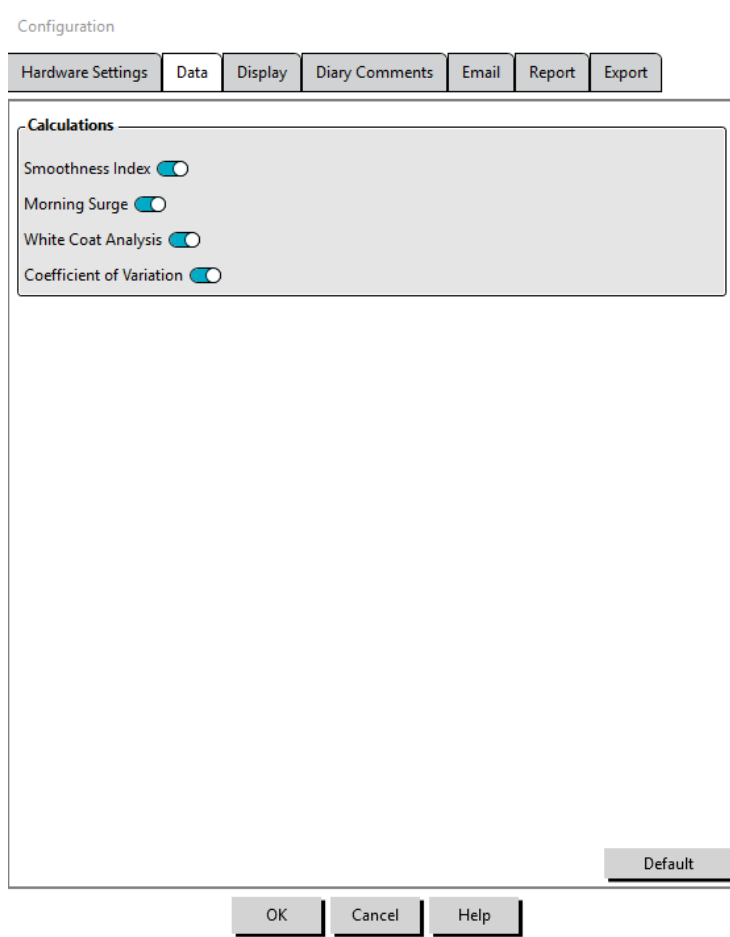 Configuration
Hardware Settings Data Display Diary Comments Email Report Export
Calculations
Smoothness Index
Morning Surge
White Coat Analysis
Coefficient of Variation
Default
OK Cancel Help